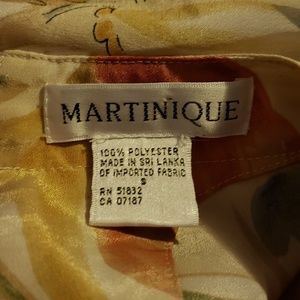 MARTINIQUE
100% POLYESTER
MADE IN SRI LANKA
OF IMPORTED FABRIC
S
RN 51832
CA 07187